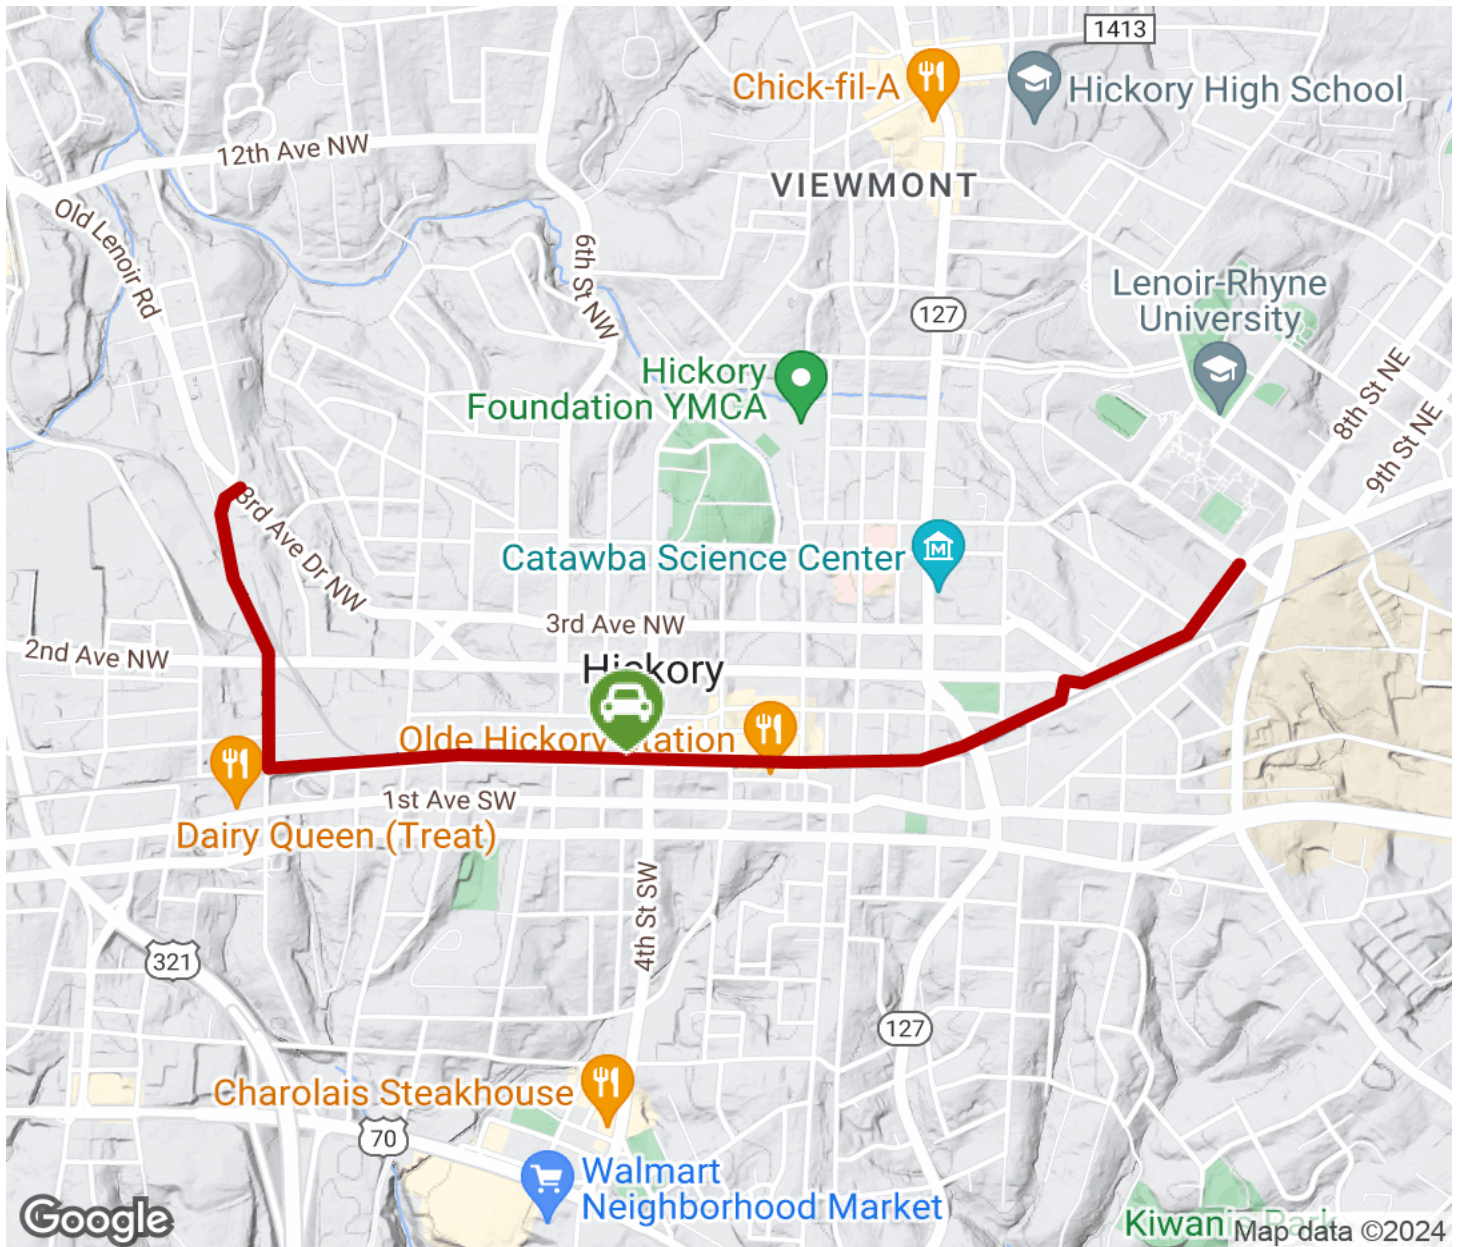 1413
Chick-fil-A
Hickory High School
12th Ave NW
VIEWMONT
Old Lenoir Rd
6th St NW
Lenoir-Rhyne
University
127
Hickory
Foundation YMCA
8th St NE
9th St NE
3rd Ave Dr NW
Catawba Science Center
3rd Ave NW
2nd Ave NW
Hickory
Olde Hickory Station
1st Ave SW
Dairy Queen (Treat)
4th St SW
321
127
Charolais Steakhouse
70
Walmart
Neighborhood Market
Kiwanis Park
Google
Map data ©2024